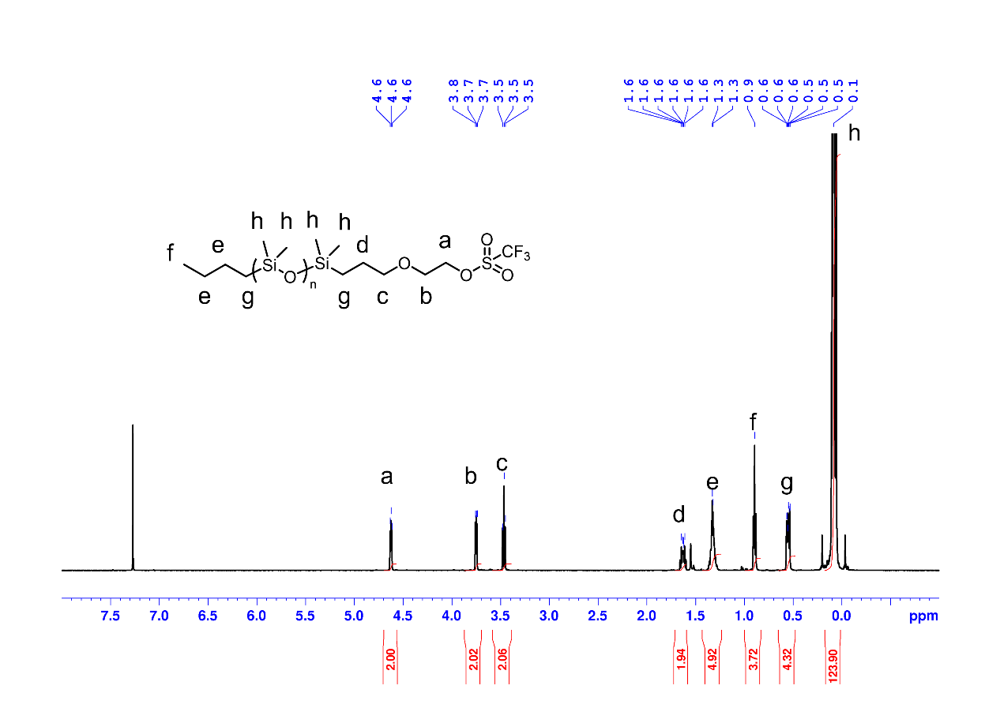 4.6 4.6 4.6 3.8 3.7 3.7 3.5 3.5 3.5 1.6 1.6 1.6 1.6 1.6 1.6 1.3 1.3 0.9 0.6 0.6 0.6 0.5 0.5 0.5 0.1
h
h h h h
f e d a O
Si Si O S CF3
O n O O
e g g c b
f
a b c d e g
7.5 7.0 6.5 6.0 5.5 5.0 4.5 4.0 3.5 3.0 2.5 2.0 1.5 1.0 0.5 0.0 ppm
2.00 2.02 2.06 1.94 4.92 3.72 4.32 123.90